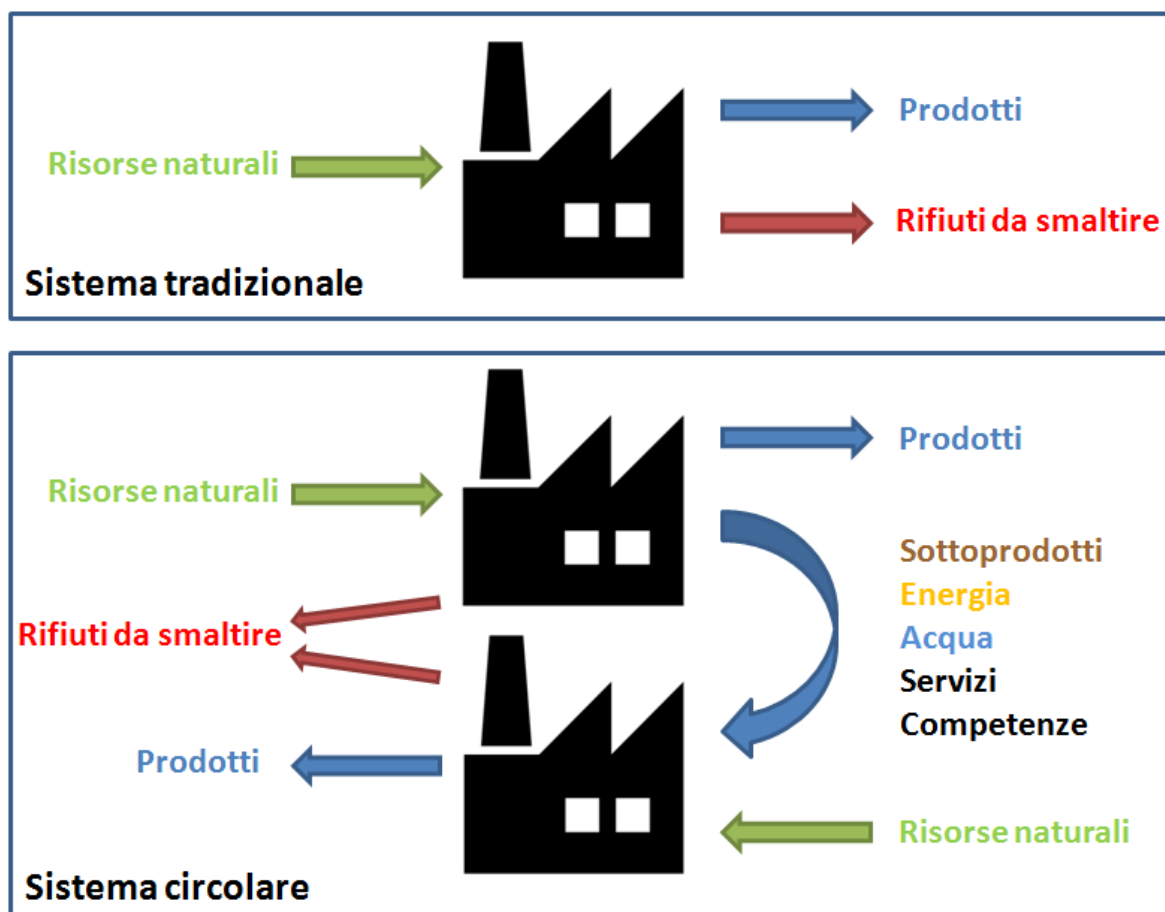 Risorse naturali
Prodotti
Rifiuti da smaltire
Sistema tradizionale
Risorse naturali
Prodotti
Sottoprodotti
Energia
Acqua
Servizi
Competenze
Rifiuti da smaltire
Prodotti
Risorse naturali
Sistema circolare